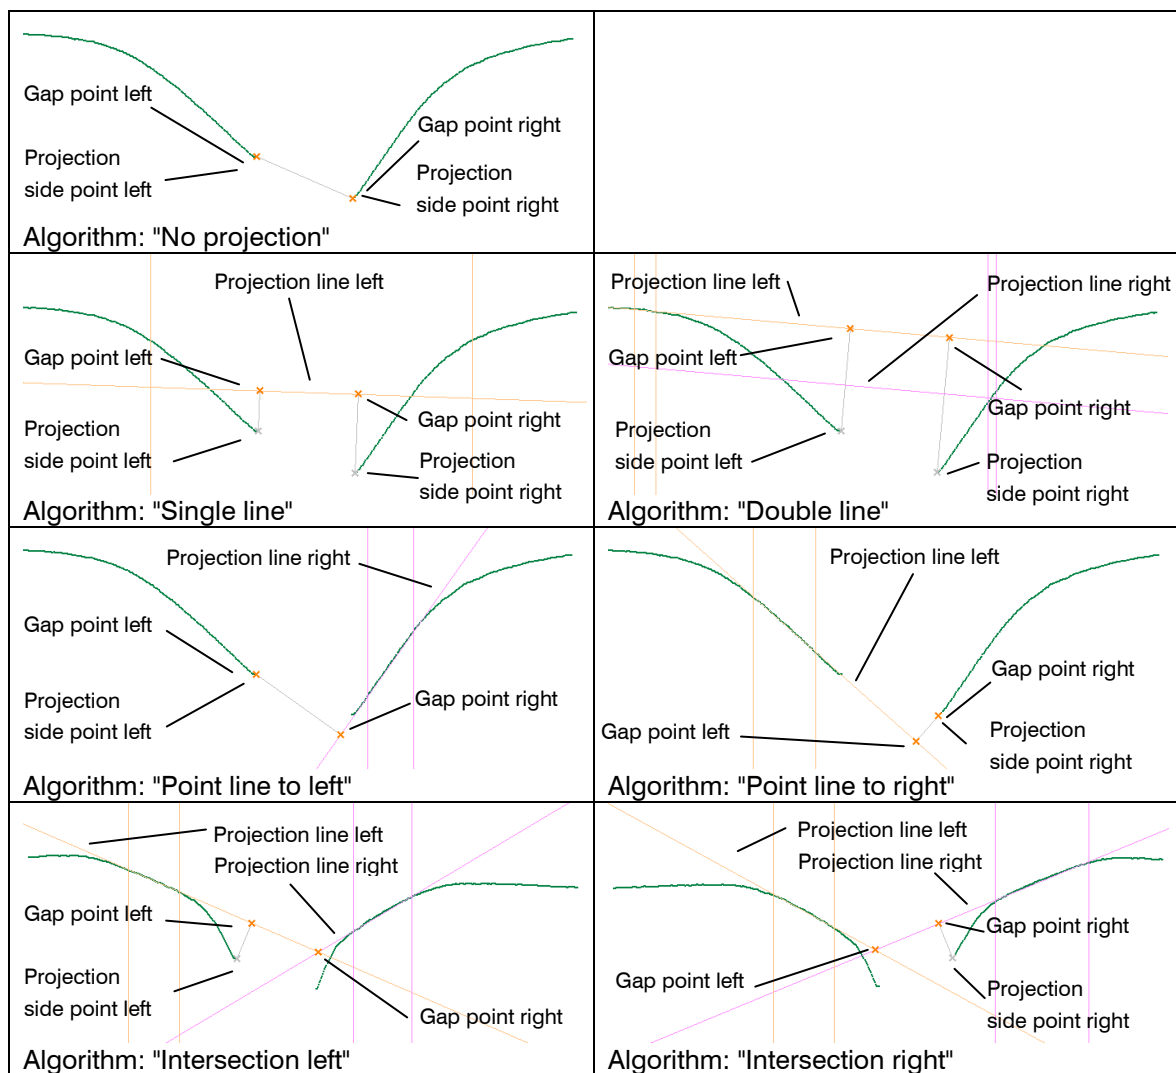 Gap point left
Gap point right
Projection
side point left
Projection
side point right
Algorithm: "No projection"
Projection line left
Gap point left
Gap point right
Projection
side point left
Projection
side point right
Algorithm: "Single line"
Projection line left
Projection line right
Gap point left
Gap point right
Projection
side point left
Projection
side point right
Algorithm: "Double line"
Projection line right
Gap point left
Projection
side point left
Gap point right
Algorithm: "Point line to left"
Projection line left
Gap point right
Gap point left
Projection
side point right
Algorithm: "Point line to right"
Projection line left
Projection line right
Gap point left
Projection
side point left
Gap point right
Algorithm: "Intersection left"
Projection line left
Projection line right
Gap point right
Gap point left
Projection
side point right
Algorithm: "Intersection right"